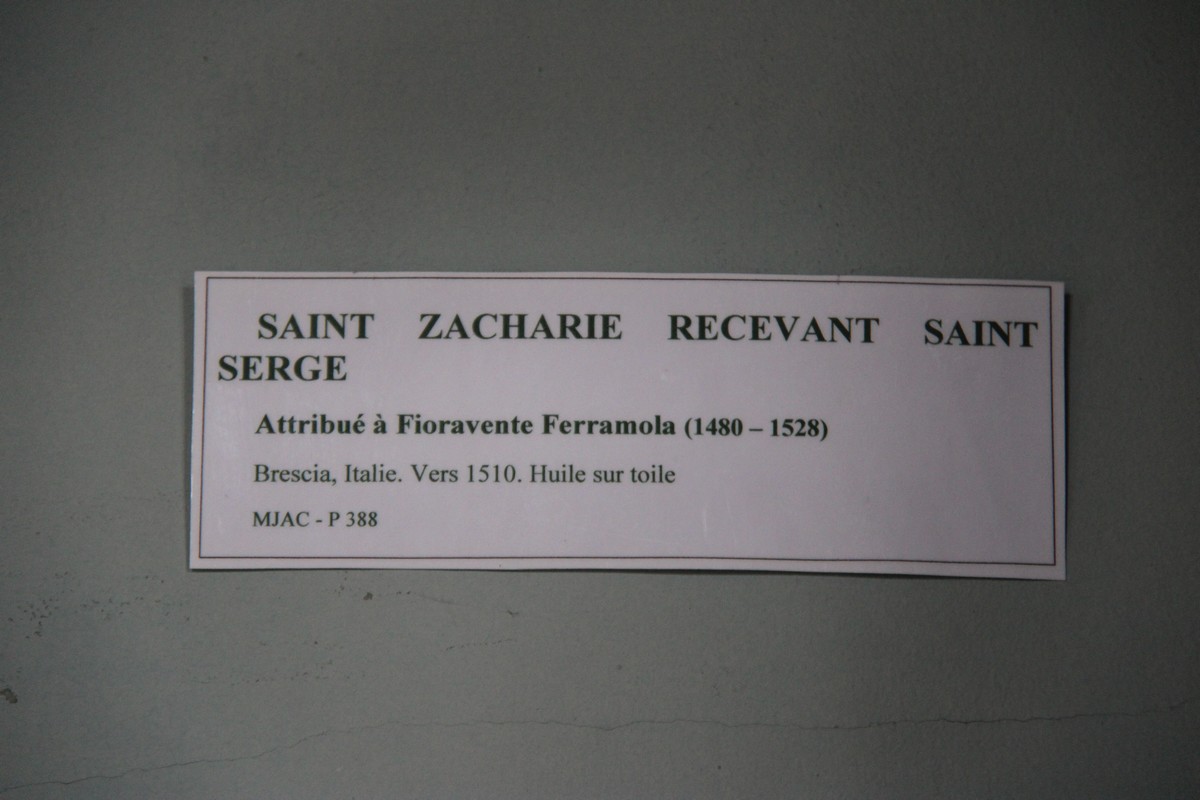 SAINT ZACHARIE RECEVANT SAINT
SERGE
Attribué à Fioravente Ferramola (1480 – 1528)
Brescia, Italie. Vers 1510. Huile sur toile
MJAC - P 388